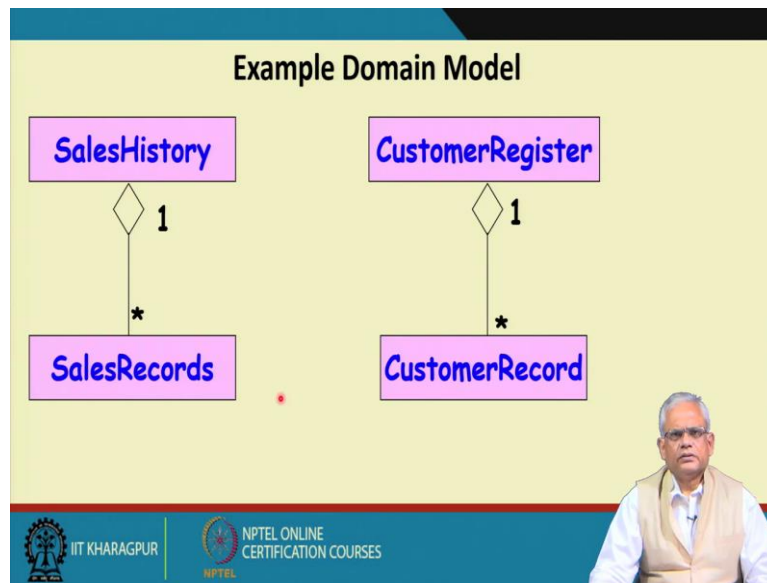 Example Domain Model
SalesHistory
CustomerRegister
1
1
*
*
SalesRecords
CustomerRecord
IIT KHARAGPUR
NPTEL
NPTEL ONLINE
CERTIFICATION COURSES